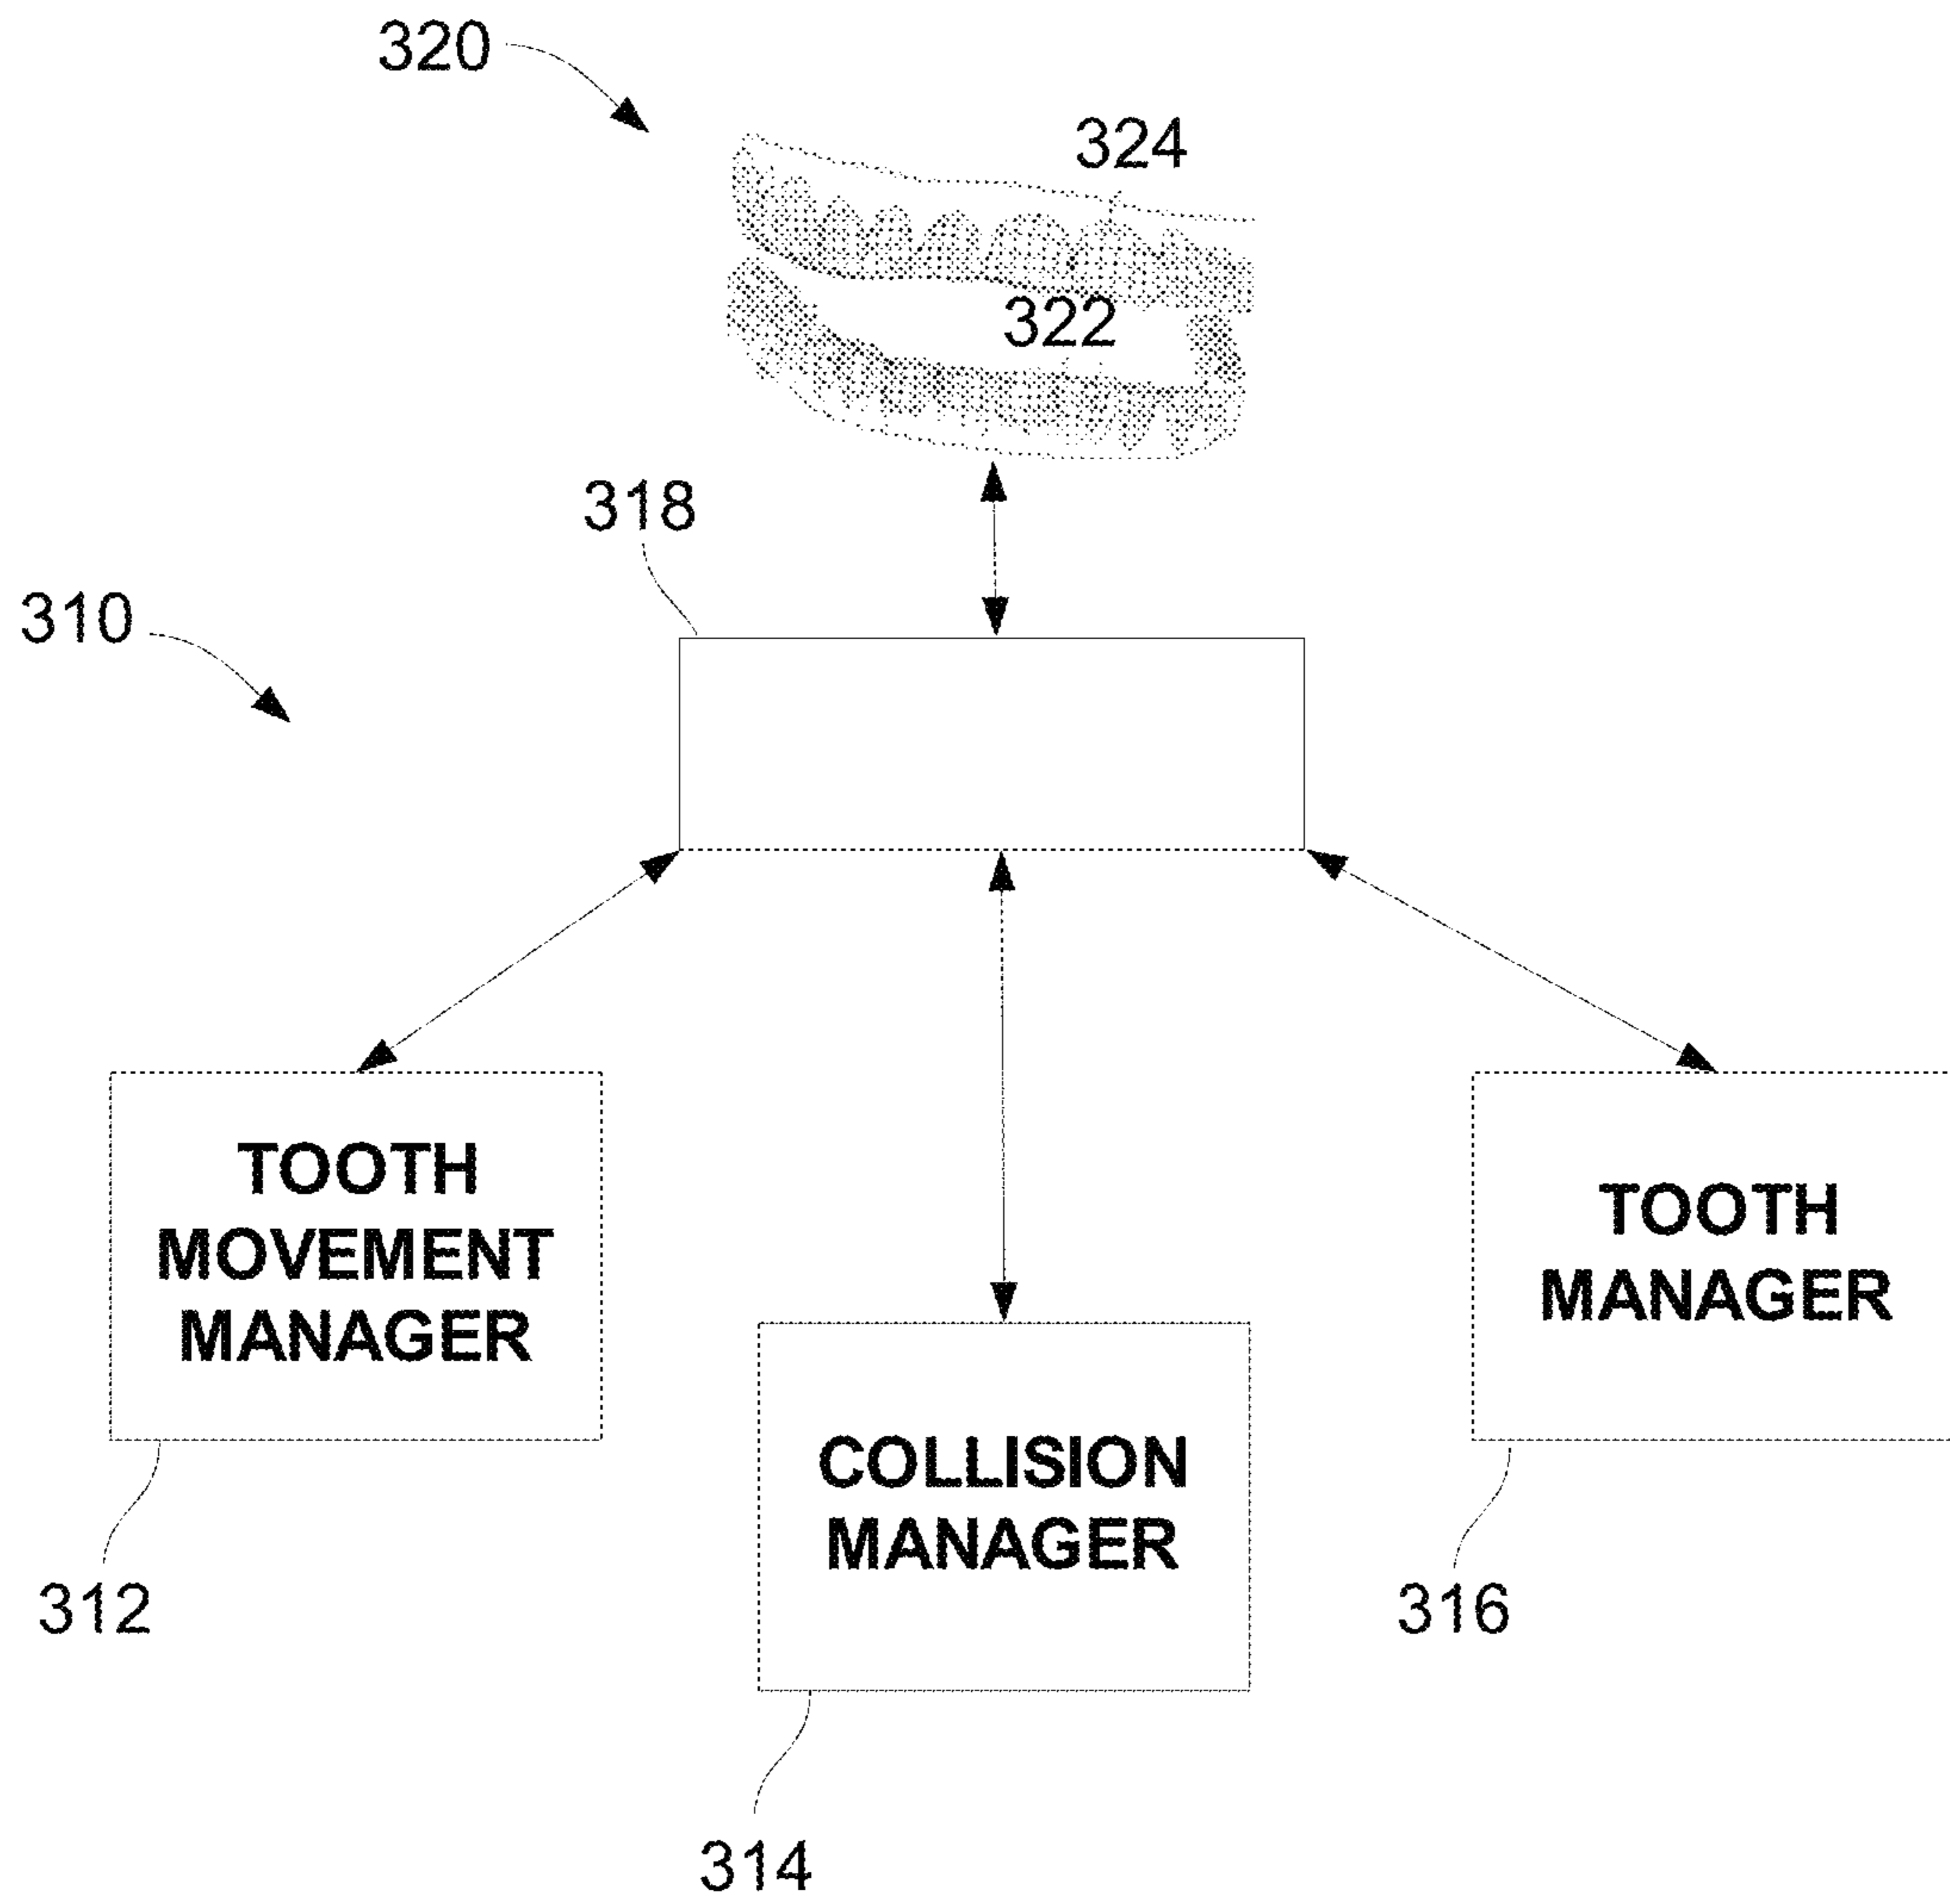 320
324
322
318
310
TOOTH
MOVEMENT
MANAGER
TOOTH
MANAGER
COLLISION
MANAGER
312
316
314